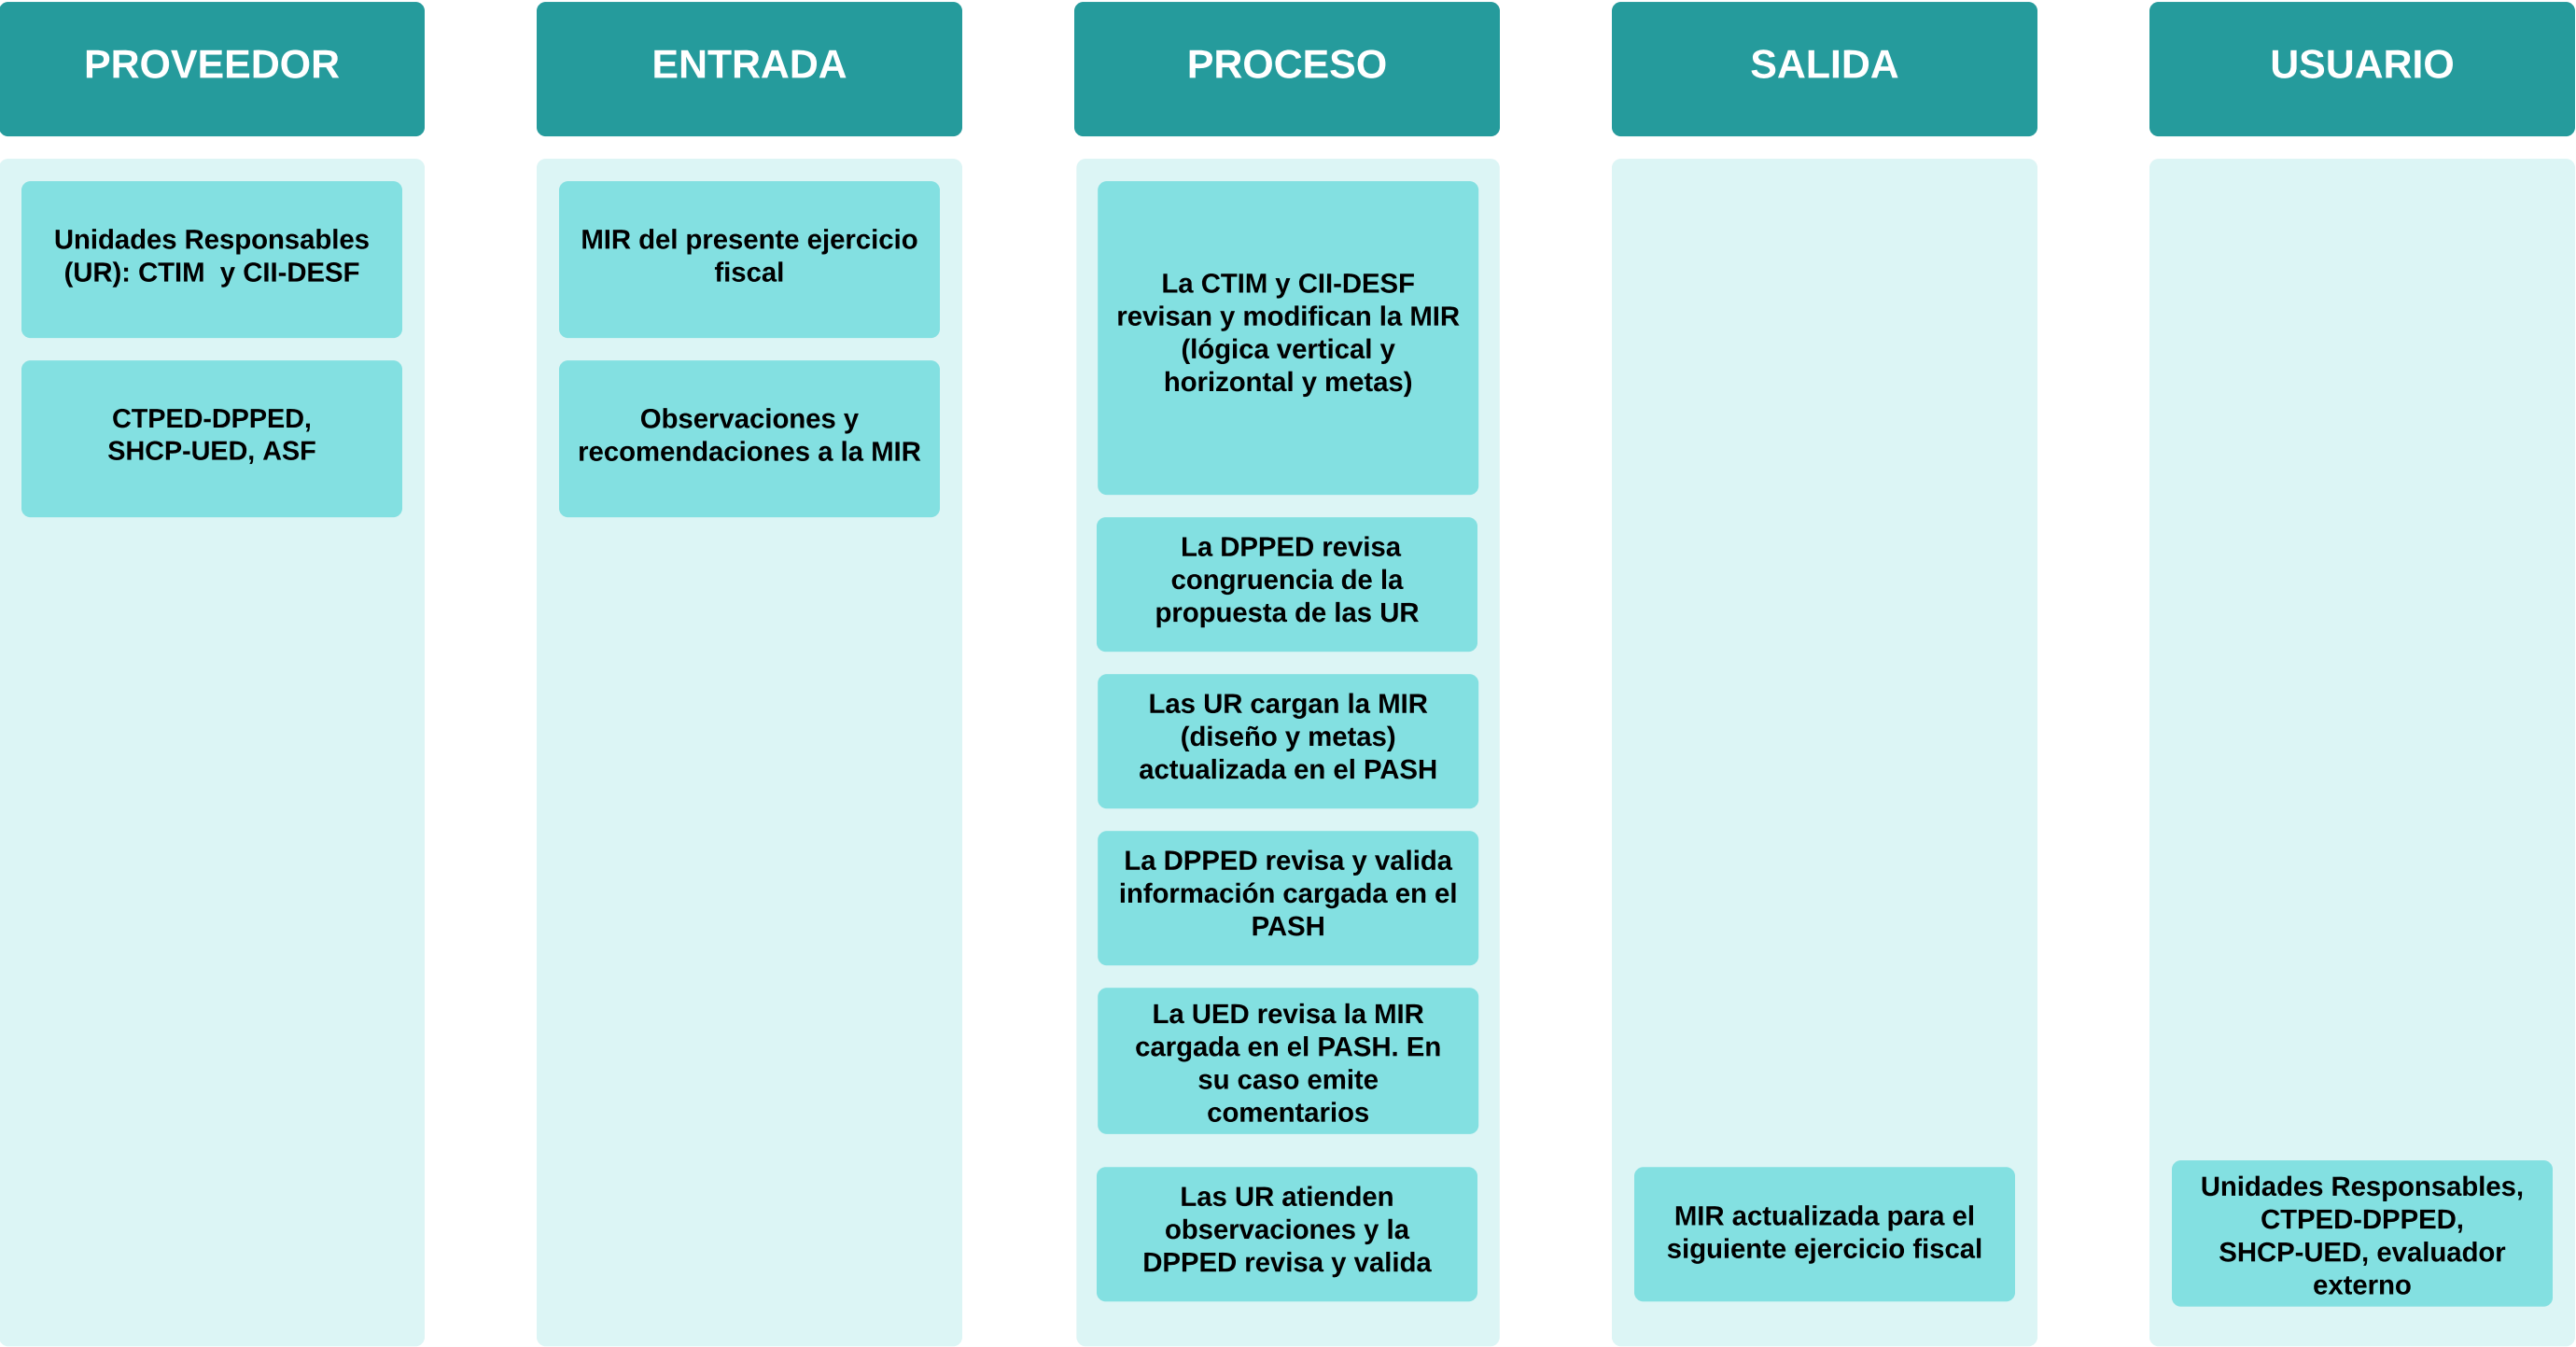 PROVEEDOR
ENTRADA
PROCESO
SALIDA
USUARIO
Unidades Responsables
(UR): CTIM  y CII-DESF
CTPED-DPPED,
SHCP-UED, ASF
MIR del presente ejercicio
fiscal
Observaciones y
recomendaciones a la MIR
La CTIM y CII-DESF
revisan y modifican la MIR
(lógica vertical y
horizontal y metas)
La DPPED revisa
congruencia de la
propuesta de las UR
Las UR cargan la MIR
(diseño y metas)
actualizada en el PASH
La DPPED revisa y valida
información cargada en el
PASH
La UED revisa la MIR
cargada en el PASH. En
su caso emite
comentarios
Las UR atienden
observaciones y la
DPPED revisa y valida
MIR actualizada para el
siguiente ejercicio fiscal
Unidades Responsables,
CTPED-DPPED,
SHCP-UED, evaluador
externo